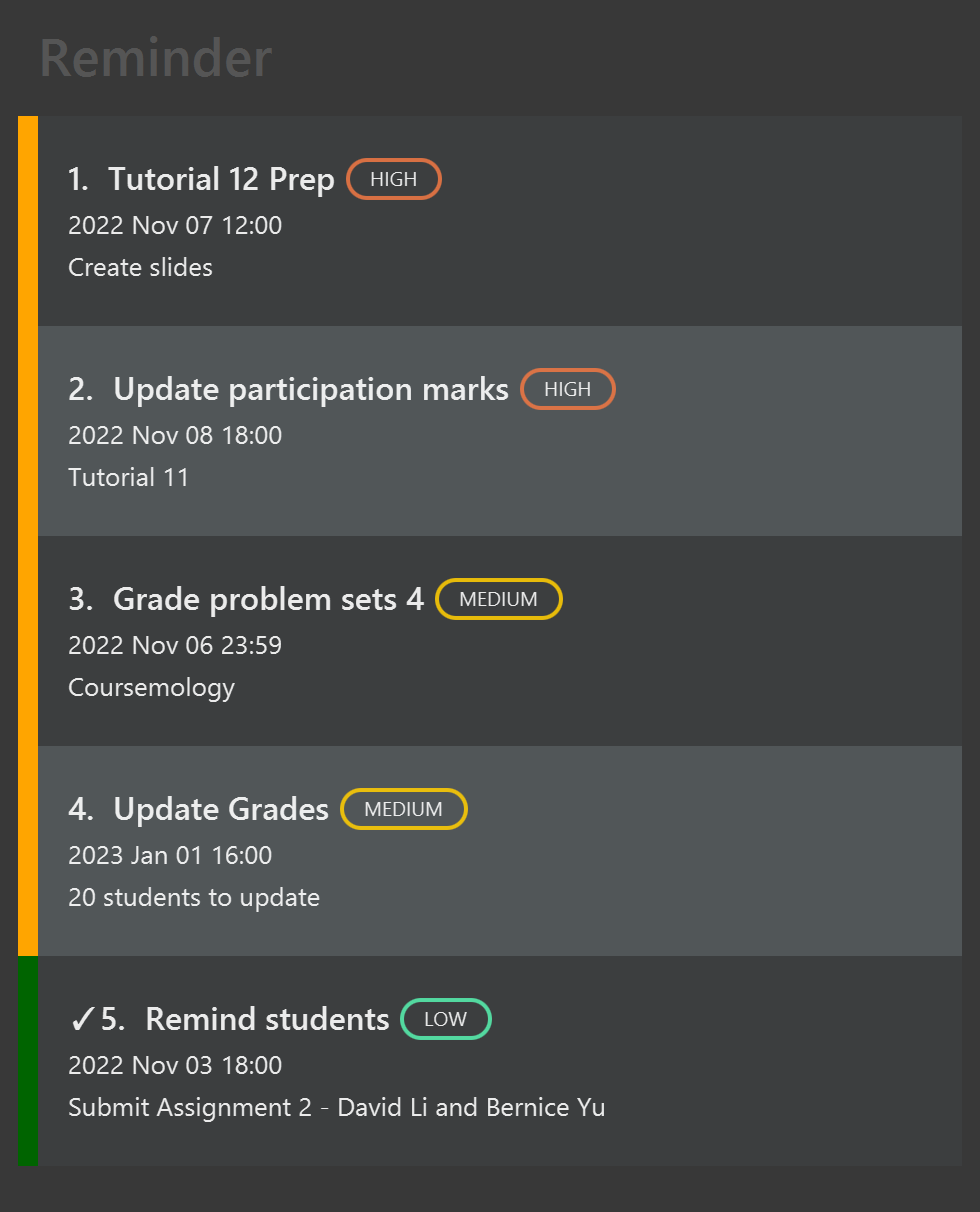 Reminder
1. Tutorial 12 Prep HIGH
2022 Nov 07 12:00
Create slides
2. Update participation marks HIGH
2022 Nov 08 18:00
Tutorial 11
3. Grade problem sets 4 MEDIUM
2022 Nov 06 23:59
Coursemology
4. Update Grades MEDIUM
2023 Jan 01 16:00
20 students to update
✓5. Remind students LOW
2022 Nov 03 18:00
Submit Assignment 2 - David Li and Bernice Yu